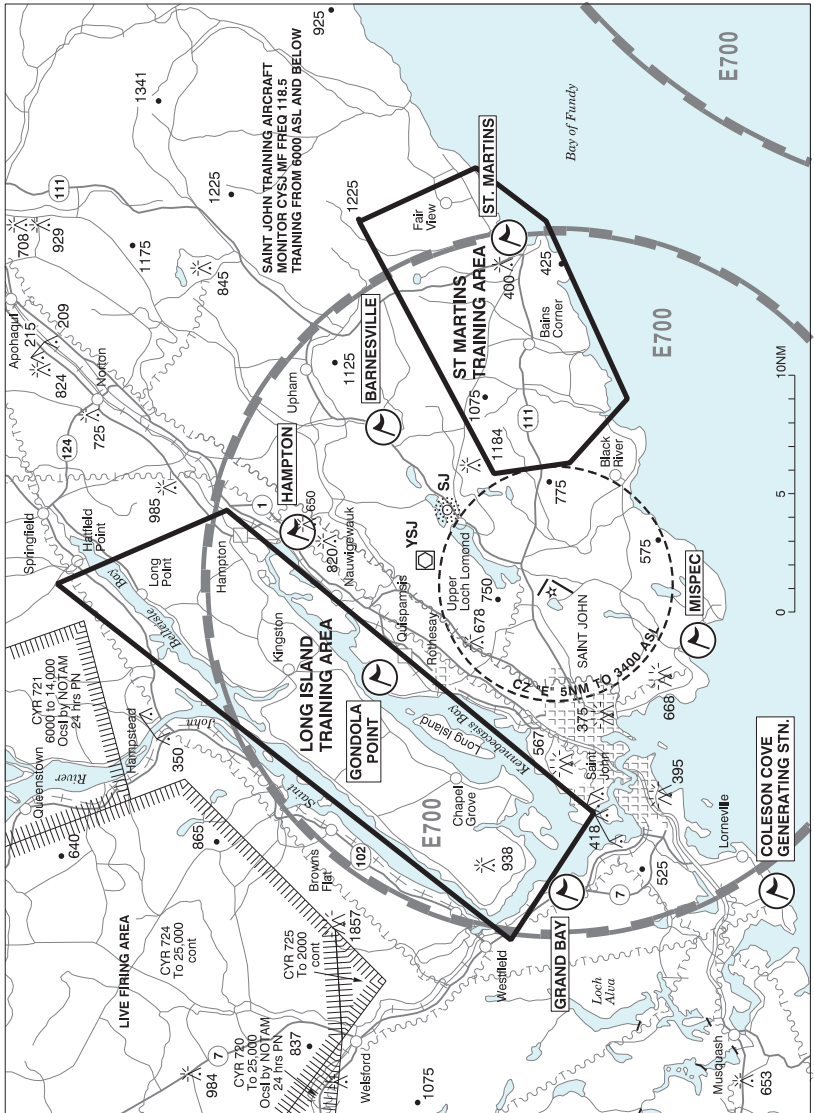 925
1341
SAINT JOHN TRAINING AIRCRAFT
MONITOR CYSJ MF FREQ 118.5
TRAINING FROM 6000 ASL AND BELOW
E700
111
1225
Bay of Fundy
708
929
1175
845
1225
Fair
View
ST. MARTINS
Apohaqui
215
209
824
Norton
725
124
Upham
1125
BARNESVILLE
ST MARTINS
TRAINING AREA
400
425
Bains
Corner
E700
1075
111
1184
10NM
5
0
Springfield
Hatfield
Point
985
HAMPTON
1
650
820
Nauwigewauk
SJ
YSJ
Black
River
775
575
Belleisle Bay
Long
Point
Hampton
Kingston
Quispamsis
Rothesay
Upper
Loch Lomond
750
678
SAINT JOHN
MISPEC
CZ "E" 5NM TO 3400 ASL
CYR 721
6000 to 14,000
Ocsl by NOTAM
24 hrs PN
Queenstown
Hampstead
River
John
Saint
350
LONG ISLAND
TRAINING AREA
GONDOLA
POINT
Long Island
Kennebecasis Bay
567
375
668
Saint
John
395
640
865
Browns
Flat
102
E700
Chapel
Grove
938
418
525
7
Lorneville
COLESON COVE
GENERATING STN.
LIVE FIRING AREA
CYR 724
To 25,000
cont
CYR 725
To 2000
cont
1857
Westfield
GRAND BAY
Loch
Alva
984
7
CYR 720
To 25,000
Ocsl by NOTAM
24 hrs PN
837
Welsford
1075
Musquash
653